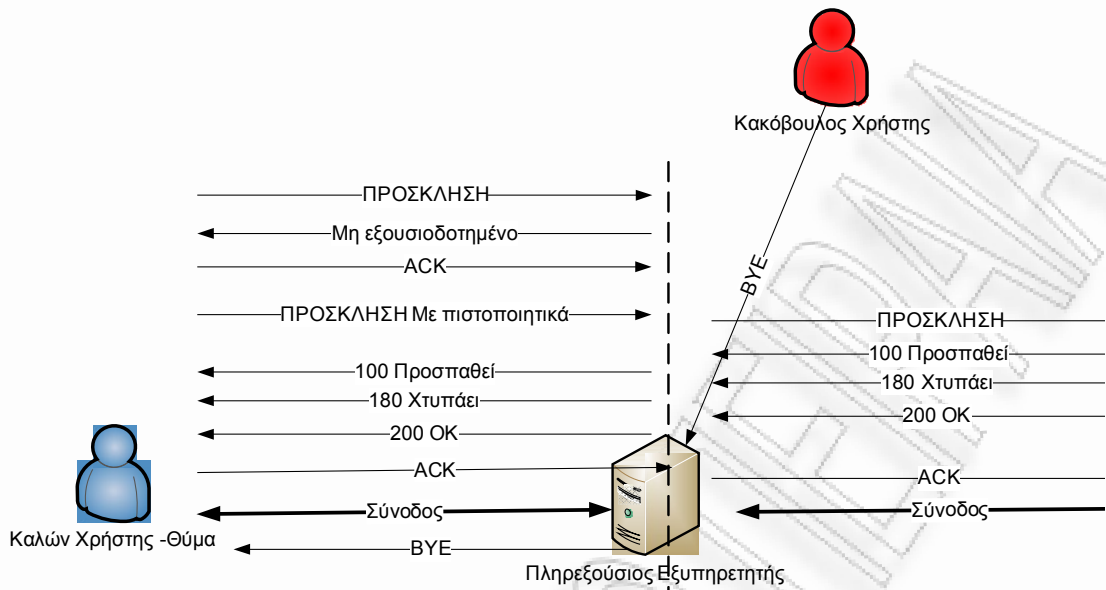 Κακόβουλος Χρήστης
ΠΡΟΣΚΛΗΣΗ
Μη εξουσιοδοτημένο
ACK
ΠΡΟΣΚΛΗΣΗ Με πιστοποιητικά
100 Προσπαθεί
180 Χτυπάει
200 OK
ACK
Σύνοδος
BYE
Καλών Χρήστης -Θύμα
BYE
Πληρεξούσιος Εξυπηρετητής
ΠΡΟΣΚΛΗΣΗ
100 Προσπαθεί
180 Χτυπάει
200 OK
ACK
Σύνοδος